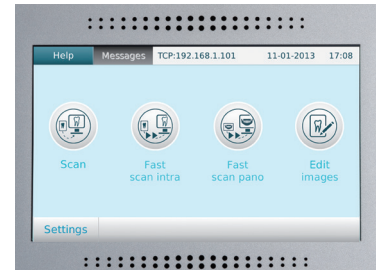 Help Messages TCP:192.168.1.101 11-01-2013 17:08
Scan Fast scan intra Fast scan pano Edit images
Settings